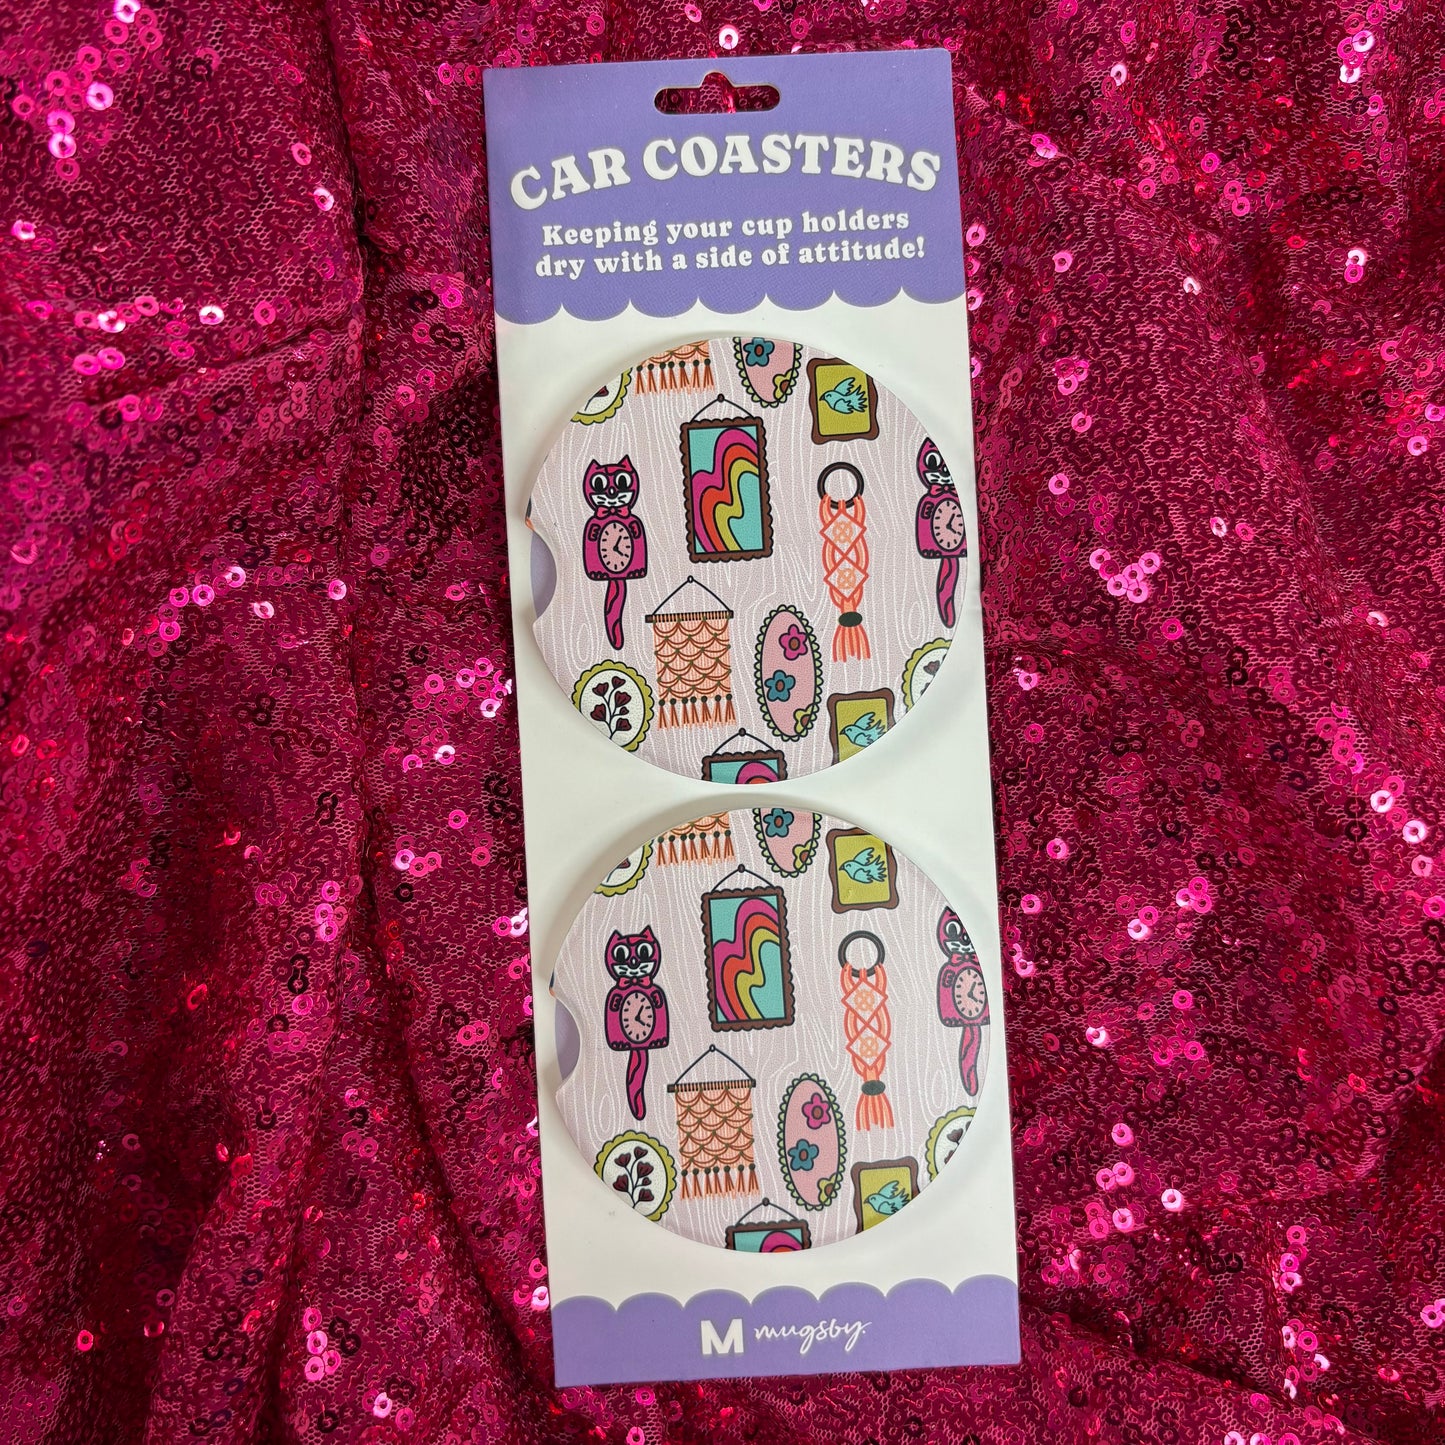 CAR COASTERS
Keeping your cup holders
dry with a side of attitude!
M mugsby.